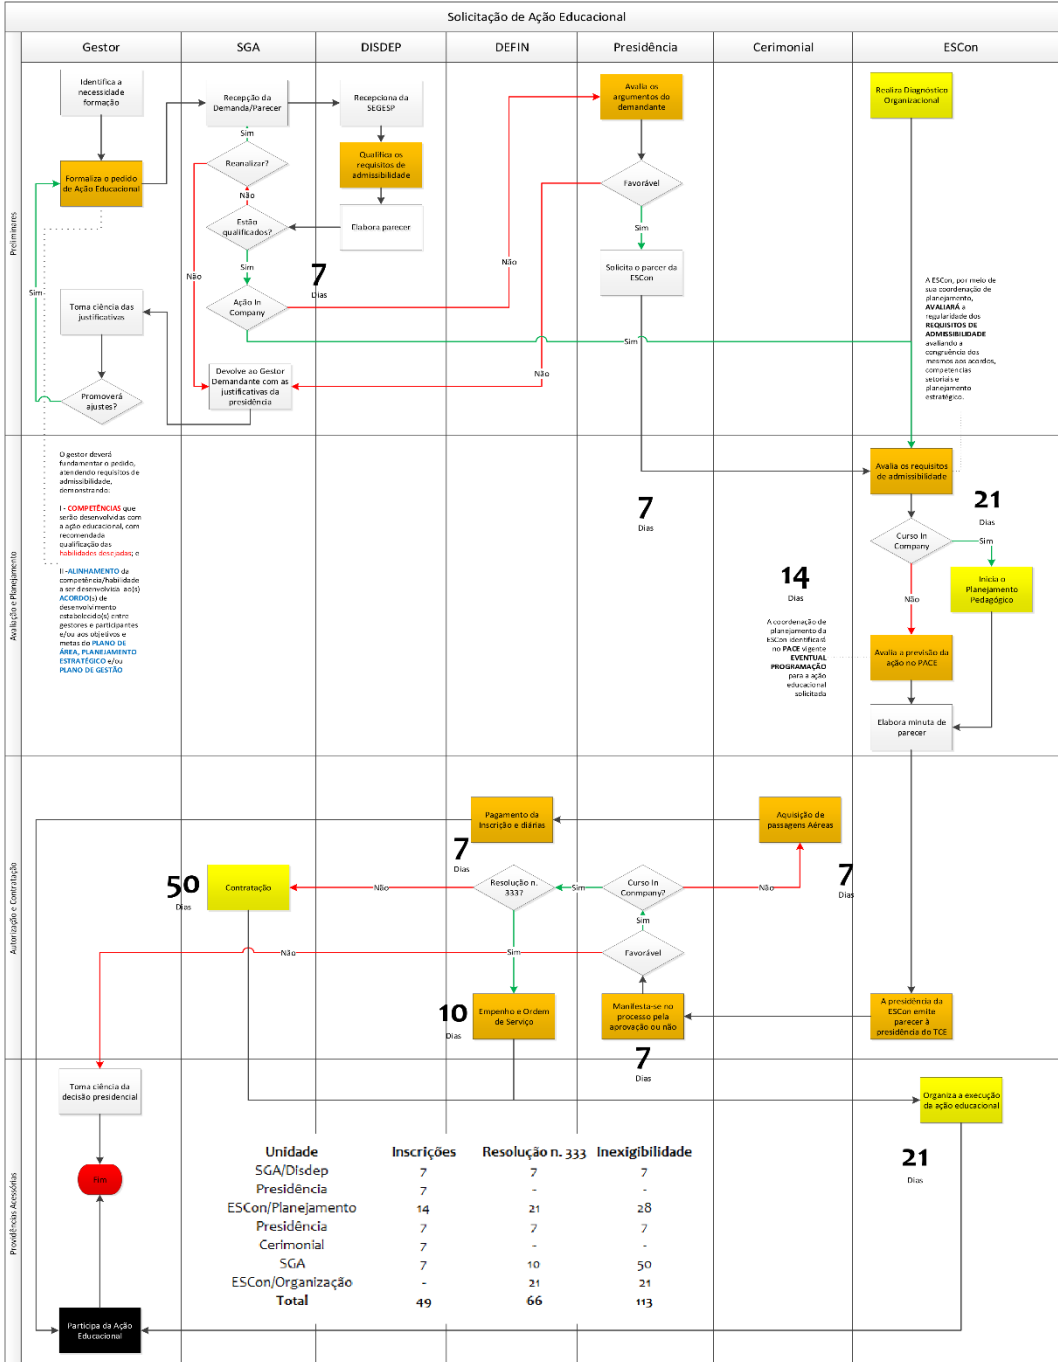 Solicitação de Ação Educacional
Gestor
SGA
DISDEP
DEFIN
Presidência
Cerimonial
ESCon
Preliminares
Identifica a
necessidade
formação
Recepção da
Demanda/Parecer
Recepciona da
SEGESP
Avalia os
argumentos do
demandante
Realiza Diagnóstico
Organizacional
Sim
Reanalizar?
Qualifica os
requisitos de
admissibilidade
Formaliza o pedido
de Ação Educacional
Favorável
Não
Estão
qualificados?
Elabora parecer
Sim
Sim
Não
7
Dias
Não
Solicita o parcer da
ESCon
Sim
Ação In
Company
Toma ciência das
justificativas
A ESCon, por meio de
sua coordenação de
planejamento,
AVALIARÁ a
regularidade dos
REQUISITOS DE
ADMISSIBILIDADE
avaliando a
congruência dos
mesmos aos acordos,
competencias
setoriais e
planejamento
estratégico.
Sim
Não
Devolve ao Gestor
Demandante com as
justificativas da
presidência
Promoverá
ajustes?
Avaliação e Planejamento
O gestor deverá
fundamentar o pedido,
atendendo requisitos de
admissibilidade,
demonstrando:
I - COMPETÊNCIAS que
serão desenvolvidas com
a ação educacional, com
recomendada
qualificação das
habilidades desejadas; e
II -ALINHAMENTO da
competência/habilidade
a ser desenvolvida ao(s)
ACORDO(s) de
desenvolvimento
estabelecido(s) entre
gestores e participantes
e/ou aos objetivos e
metas do PLANO DE
ÁREA, PLANEJAMENTO
ESTRATÉGICO e/ou
PLANO DE GESTÃO
Avalia os requisitos
de admissibilidade
7
Dias
21
Dias
Curso In
Company
Sim
14
Dias
Não
Inicia o
Planejamento
Pedagógico
A coordenação de
planejamento da
ESCon identificará
no PACE vigente
EVENTUAL
PROGRAMAÇÃO
para a ação
educacional
solicitada
Avalia a previsão da
ação no PACE
Elabora minuta de
parecer
Autorização e Contratação
Pagamento da
Inscrição e diárias
Aquisição de
passagens Aéreas
7
Dias
50
Dias
Contratação
Não
Resolução n.
333?
Sim
Curso In
Conmpany?
Não
7
Dias
Sim
Não
Sim
Favorável
10
Dias
Empenho e Ordem
de Serviço
Manifesta-se no
processo pela
aprovação ou não
A presidência da
ESCon emite
parecer à
presidência do TCE
7
Dias
Providências Acessórias
Toma ciência da
decisão presidencial
Organiza a execução
da ação educacional
21
Dias
Fim
Unidade Inscrições Resolução n. 333 Inexigibilidade
SGA/Disdep 7 7 7
Presidência 7 - -
ESCon/Planejamento 14 21 28
Presidência 7 7 7
Cerimonial 7 - -
SGA 7 10 50
ESCon/Organização - 21 21
Total 49 66 113
Participa da Ação
Educacional